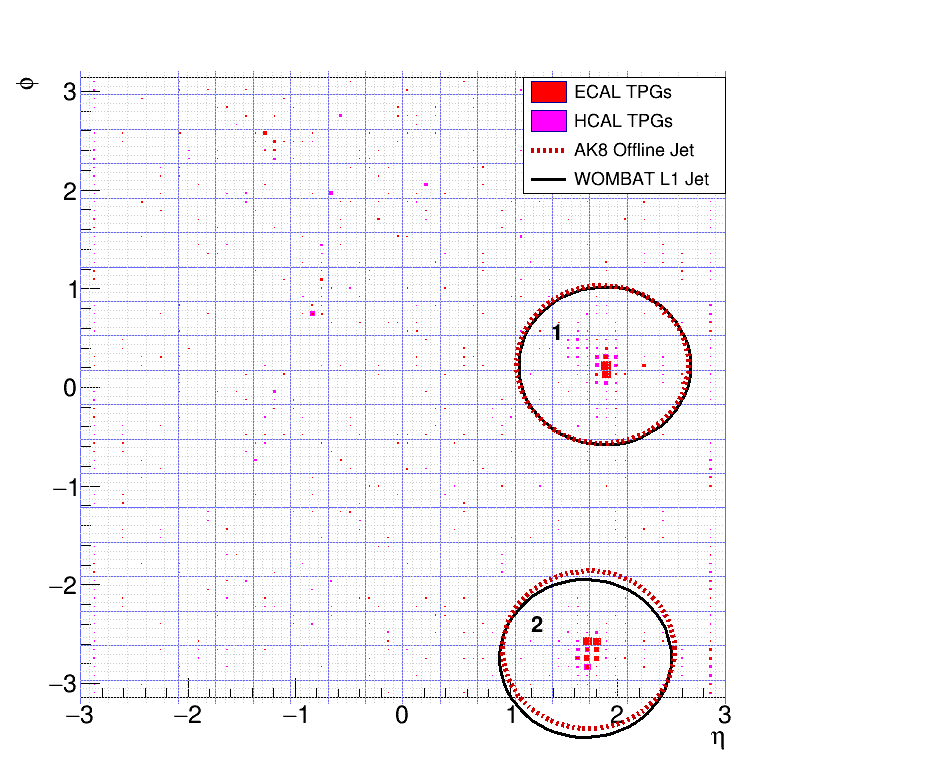 φ
3
ECAL TPGs
HCAL TPGs
AK8 Offline Jet
WOMBAT L1 Jet
2
1
1
0
−1
−2
2
−3
−3 −2 −1 0 1 2 3
η